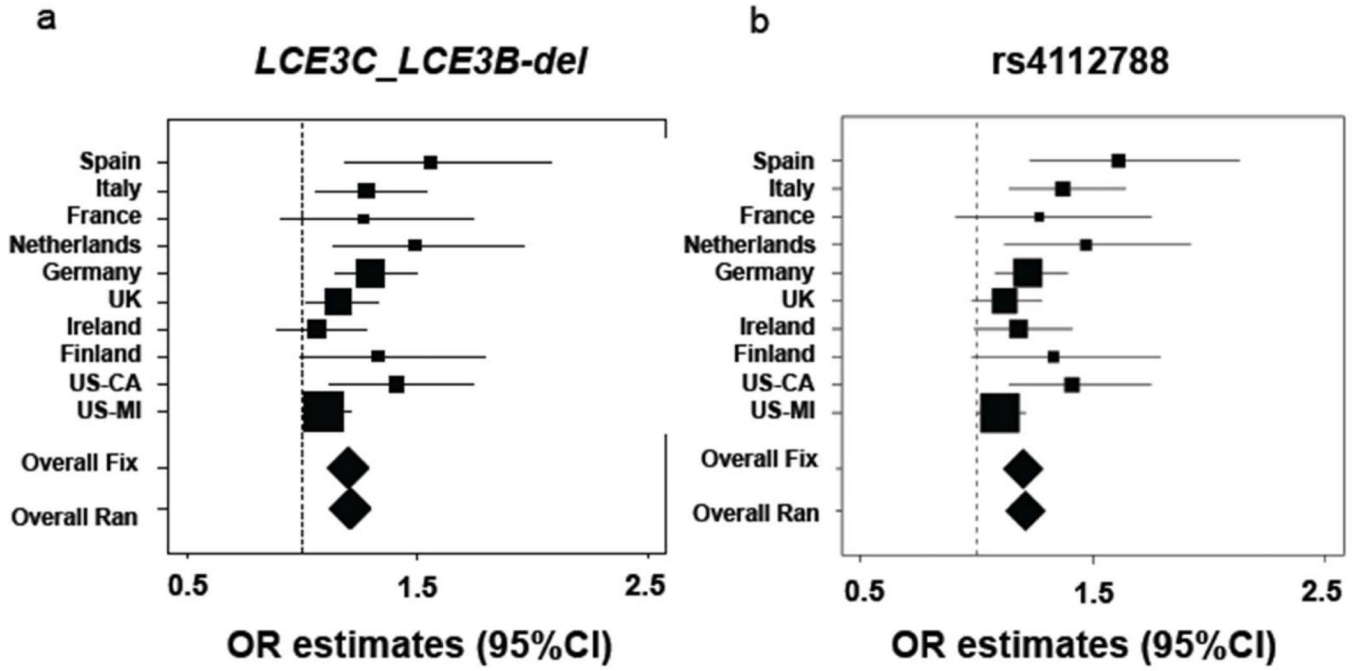 a
LCE3C_LCE3B-del
Spain
Italy
France
Netherlands
Germany
UK
Ireland
Finland
US-CA
US-MI
Overall Fix
Overall Ran
0.5 1.5 2.5
OR estimates (95%CI)
b
rs4112788
Spain
Italy
France
Netherlands
Germany
UK
Ireland
Finland
US-CA
US-MI
Overall Fix
Overall Ran
0.5 1.5 2.5
OR estimates (95%CI)